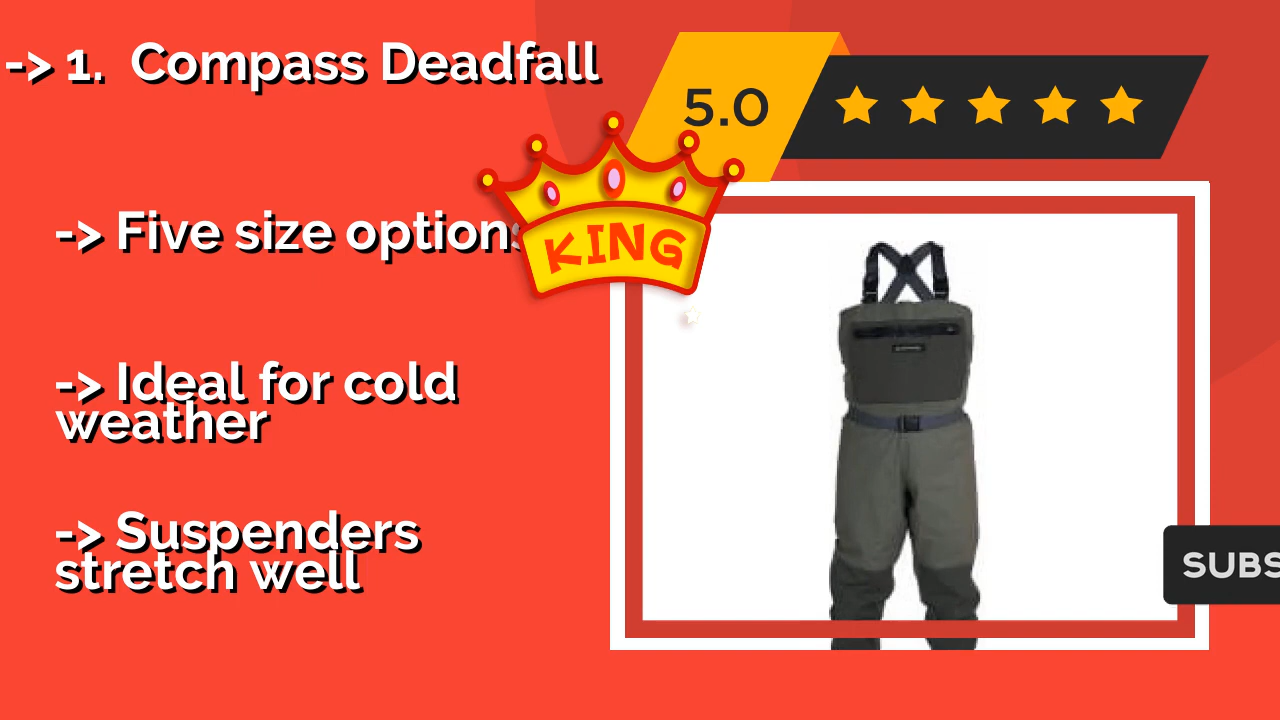 -> 1.  Compass Deadfall
5.0
-> Five size options
KING
-> Ideal for cold
weather
-> Suspenders
stretch well
SUBS